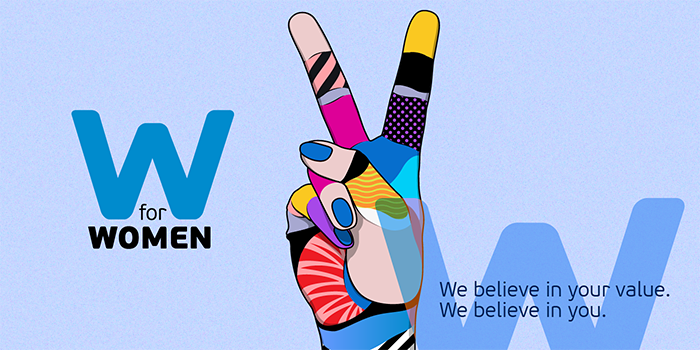 W
for
WOMEN
W
We believe in your value.
We believe in you.